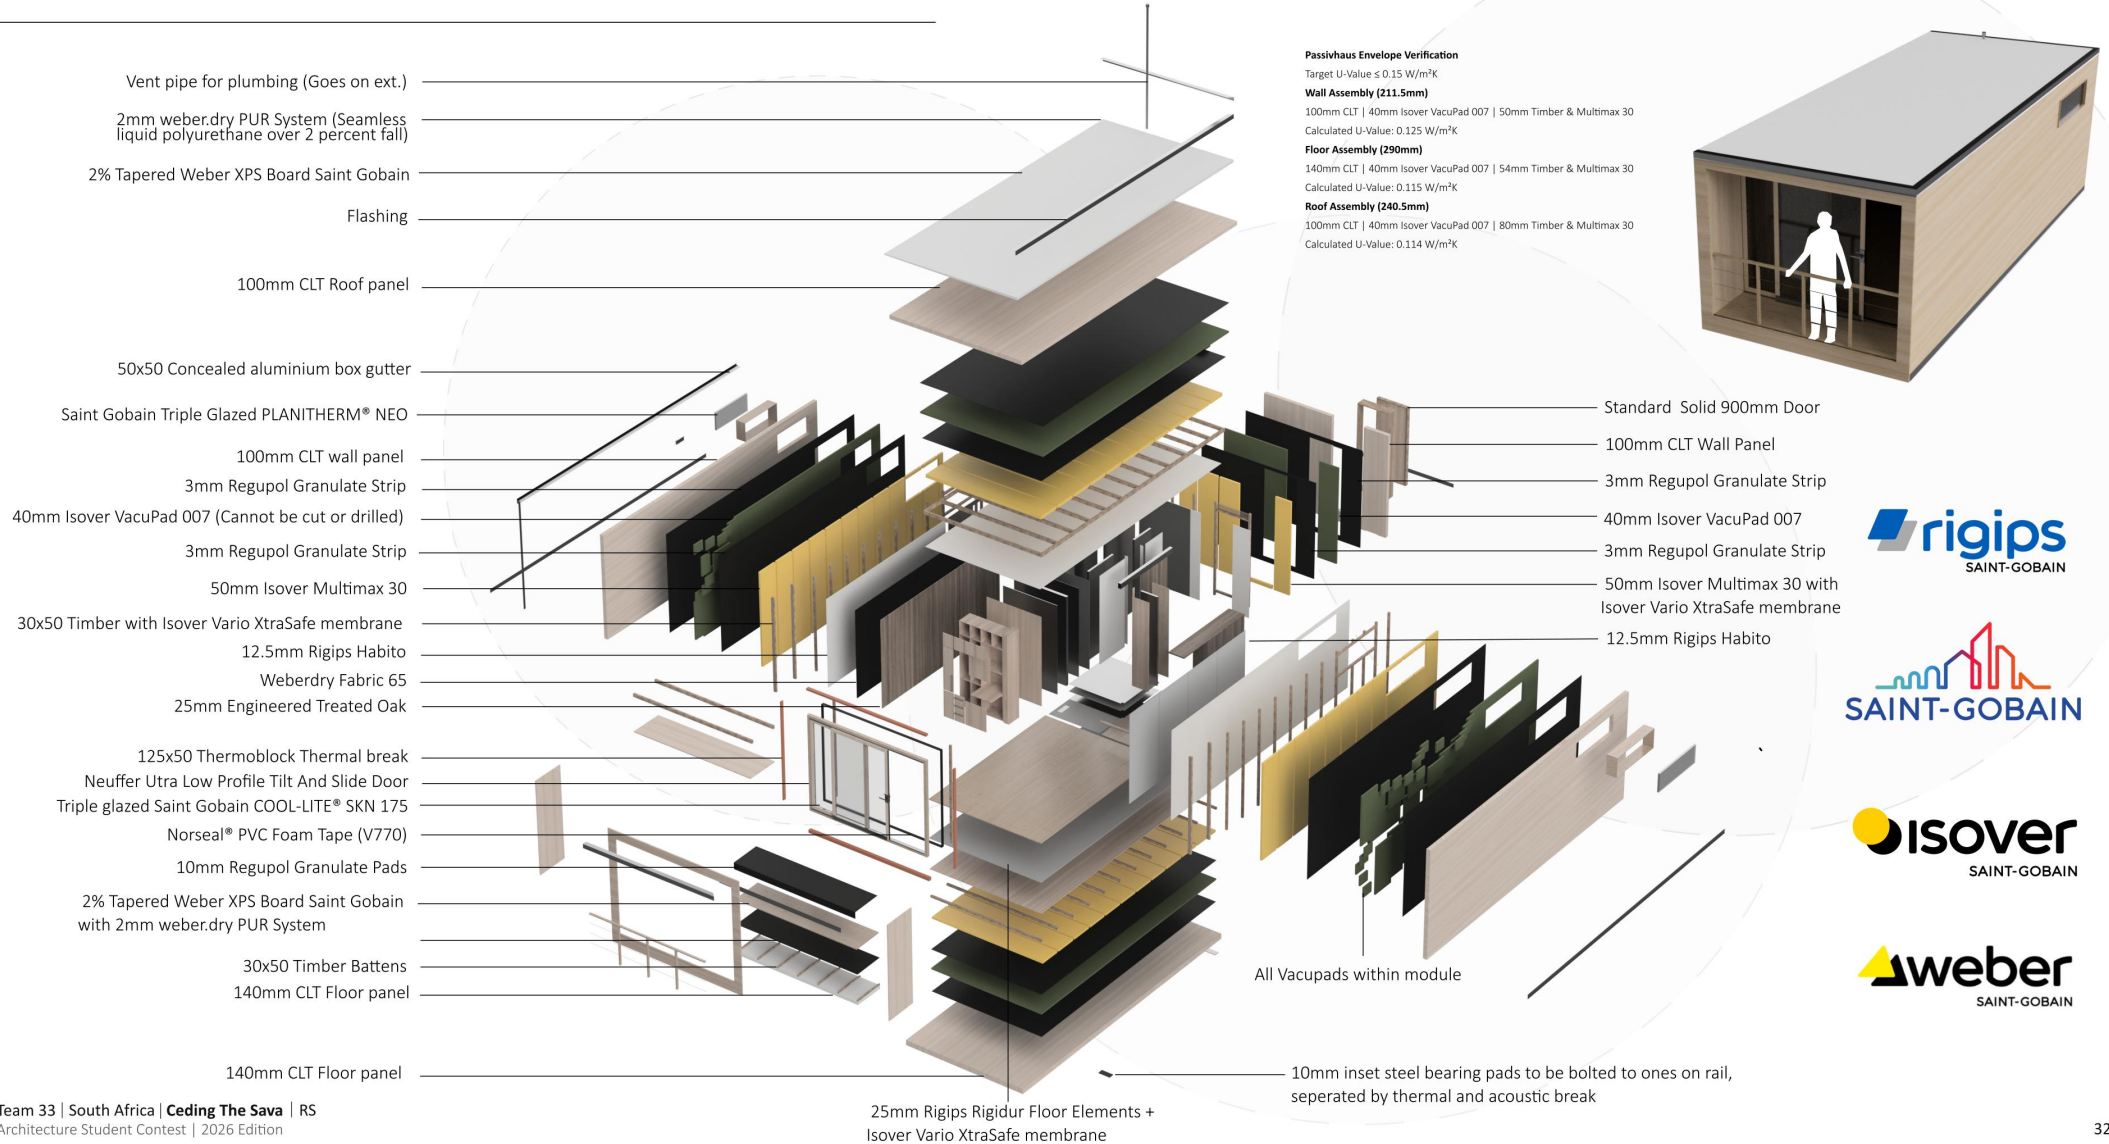 Vent pipe for plumbing (Goes on ext.)
2mm weber.dry PUR System (Seamless
liquid polyurethane over 2 percent fall)
2% Tapered Weber XPS Board Saint Gobain
Flashing
100mm CLT Roof panel
50x50 Concealed aluminium box gutter
Saint Gobain Triple Glazed PLANITHERM® NEO
100mm CLT wall panel
3mm Regupol Granulate Strip
40mm Isover VacuPad 007 (Cannot be cut or drilled)
3mm Regupol Granulate Strip
50mm Isover Multimax 30
30x50 Timber with Isover Vario XtraSafe membrane
12.5mm Rigips Habito
Weberdry Fabric 65
25mm Engineered Treated Oak
125x50 Thermoblock Thermal break
Neuffer Utra Low Profile Tilt And Slide Door
Triple glazed Saint Gobain COOL-LITE® SKN 175
Norseal® PVC Foam Tape (V770)
10mm Regupol Granulate Pads
2% Tapered Weber XPS Board Saint Gobain
with 2mm weber.dry PUR System
30x50 Timber Battens
140mm CLT Floor panel
140mm CLT Floor panel
Passivhaus Envelope Verification
Target U-Value ≤ 0.15 W/m²K
Wall Assembly (211.5mm)
100mm CLT | 40mm Isover VacuPad 007 | 50mm Timber & Multimax 30
Calculated U-Value: 0.125 W/m²K
Floor Assembly (290mm)
140mm CLT | 40mm Isover VacuPad 007 | 54mm Timber & Multimax 30
Calculated U-Value: 0.115 W/m²K
Roof Assembly (240.5mm)
100mm CLT | 40mm Isover VacuPad 007 | 80mm Timber & Multimax 30
Calculated U-Value: 0.114 W/m²K
Standard Solid 900mm Door
100mm CLT Wall Panel
3mm Regupol Granulate Strip
40mm Isover VacuPad 007
3mm Regupol Granulate Strip
50mm Isover Multimax 30 with
Isover Vario XtraSafe membrane
12.5mm Rigips Habito
rigips
SAINT-GOBAIN
SAINT-GOBAIN
isover
SAINT-GOBAIN
weber
SAINT-GOBAIN
All Vacupads within module
10mm inset steel bearing pads to be bolted to ones on rail,
seperated by thermal and acoustic break
25mm Rigips Rigidur Floor Elements +
Isover Vario XtraSafe membrane
Team 33 | South Africa | Ceding The Sava | RS
Architecture Student Contest | 2026 Edition
32